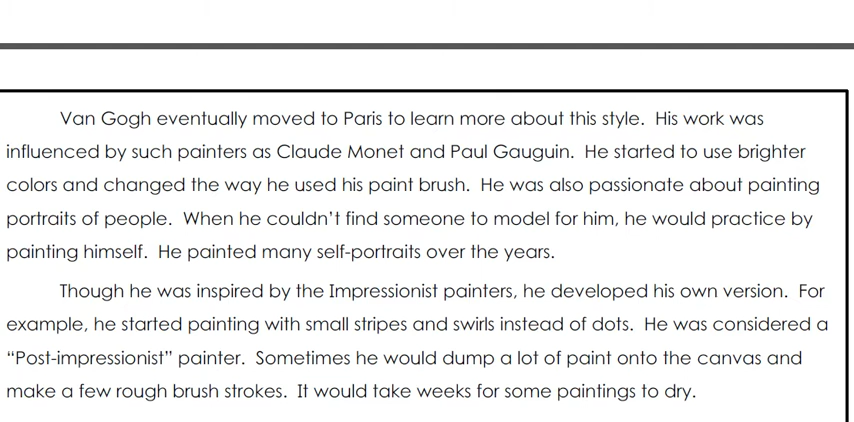 Van Gogh eventually moved to Paris to learn more about this style.  His work was
influenced by such painters as Claude Monet and Paul Gauguin.  He started to use brighter
colors and changed the way he used his paint brush.  He was also passionate about painting
portraits of people.  When he couldn't find someone to model for him, he would practice by
painting himself.  He painted many self-portraits over the years.
Though he was inspired by the Impressionist painters, he developed his own version.  For
example, he started painting with small stripes and swirls instead of dots.  He was considered a
“Post-impressionist” painter.  Sometimes he would dump a lot of paint onto the canvas and
make a few rough brush strokes.  It would take weeks for some paintings to dry.